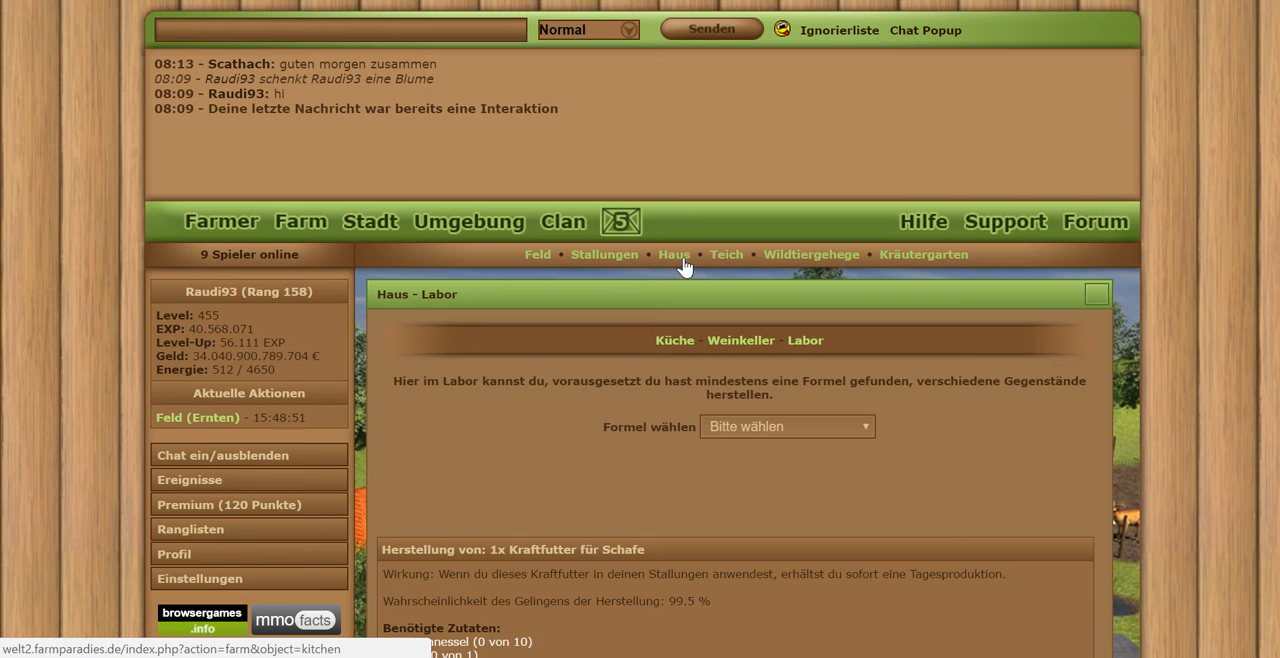 Normal Senden Ignorierliste Chat Popup
08:13 - Scathach: guten morgen zusammen
08:09 - Raudi93 schenkt Raudi93 eine Blume
08:09 - Raudi93: hi
08:09 - Deine letzte Nachricht war bereits eine Interaktion
Farmer Farm Stadt Umgebung Clan 5 Hilfe Support Forum
9 Spieler online
Feld • Stallungen • Haus • Teich • Wildtiergehege • Kräutergarten
Raudi93 (Rang 158)
Level: 455
EXP: 40.568.071
Level-Up: 56.111 EXP
Geld: 34.040.900.789.704 €
Energie: 512 / 4650
Aktuelle Aktionen
Feld (Ernten) - 15:48:51
Chat ein/ausblenden
Ereignisse
Premium (120 Punkte)
Ranglisten
Profil
Einstellungen
browsergames
.info
mmofacts
Haus - Labor
Küche - Weinkeller - Labor
Hier im Labor kannst du, vorausgesetzt du hast mindestens eine Formel gefunden, verschiedene Gegenstände
herstellen.
Formel wählen Bitte wählen
Herstellung von: 1x Kraftfutter für Schafe
Wirkung: Wenn du dieses Kraftfutter in deinen Stallungen anwendest, erhältst du sofort eine Tagesproduktion.
Wahrscheinlichkeit des Gelingens der Herstellung: 99.5 %
Benötigte Zutaten:
nnessel (0 von 10)
0 von 1)
welt2.farmparadies.de/index.php?action=farm&object=kitchen